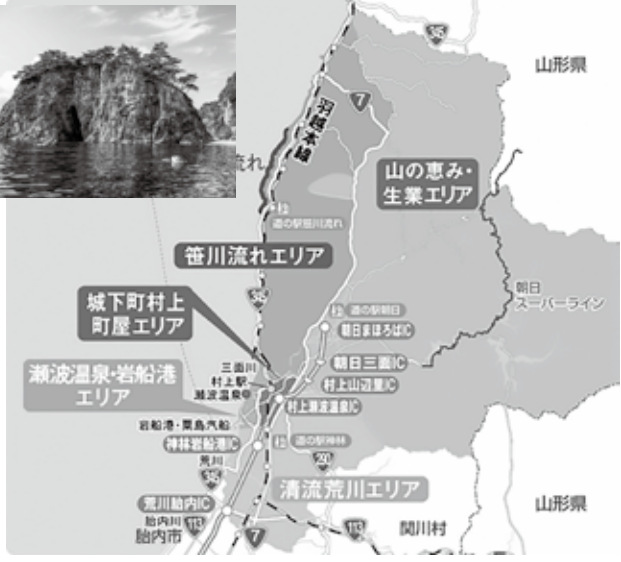 345
山形県
7
羽越本線
流れ
山の恵み・
生業エリア
道の駅笹川流れ
笹川流れエリア
345
朝日
スーパーライン
城下町村上
町屋エリア
道の駅朝日
朝日まほろばIC
三面川
村上駅
瀬波温泉
朝日三面IC
瀬波温泉・岩船港
エリア
村上山辺里IC
村上瀬波温泉IC
岩船港・粟島汽船
神林岩船港IC
道の駅神林
荒川
290
345
清流荒川エリア
荒川胎内IC
山形県
胎内川
113
113
胎内市
7
関川村